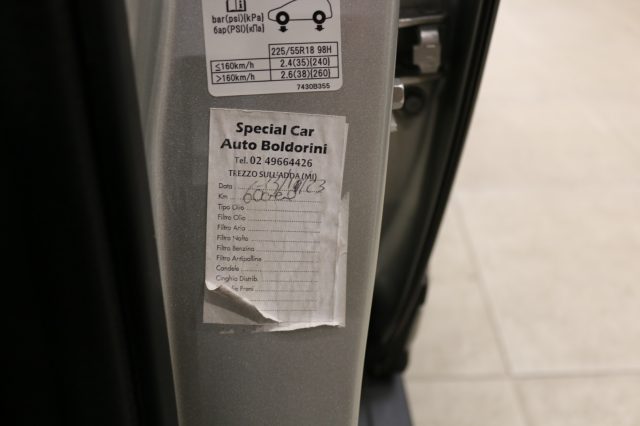 bar(psi){kPa}
бар(PSI){кПа}
225/55R18 98H
≤160km/h 2.4(35){240}
>160km/h 2.6(38){260}
7430B355
Special Car
Auto Boldorini
Tel. 02 49664426
TREZZO SULL'ADDA (MI)
Data
Km
Tipo Olio
Filtro Olio
Filtro Aria
Filtro Nafta
Filtro Benzina
Filtro Antipolline
Candele
Cinghia Distrib.
Freni